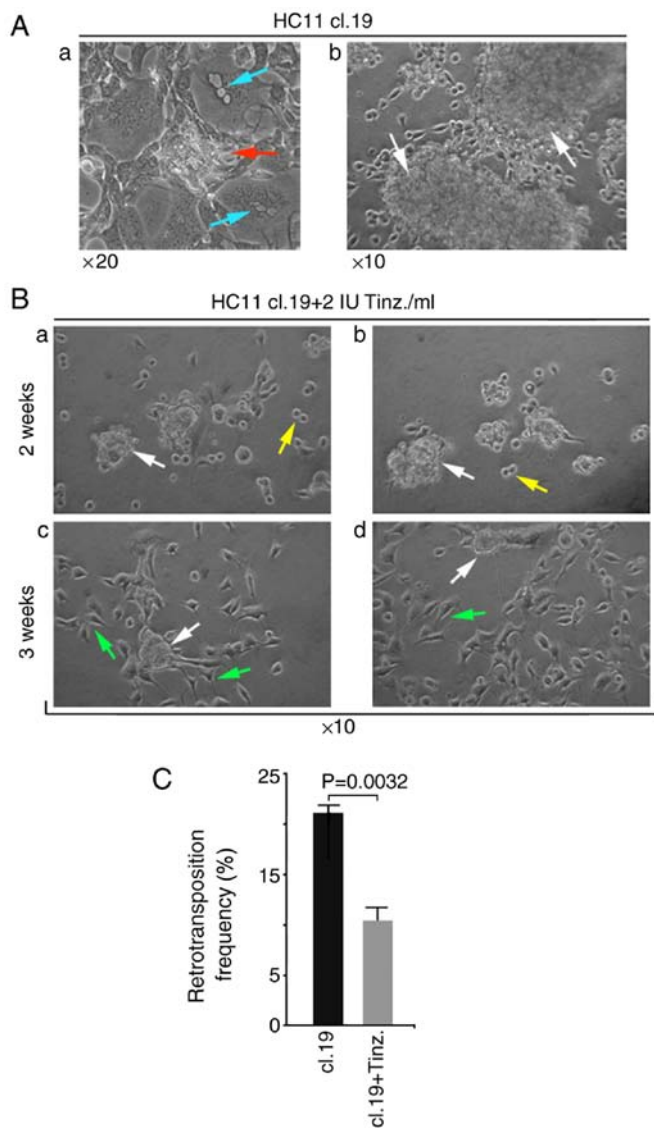 A
HC11 cl.19
a
b
×20
×10
B
HC11 cl.19+2 IU Tinz./ml
a
b
2 weeks
c
d
3 weeks
×10
C
25
P=0.0032
15
5
0
Retrotransposition
frequency (%)
cl.19
cl.19+Tinz.